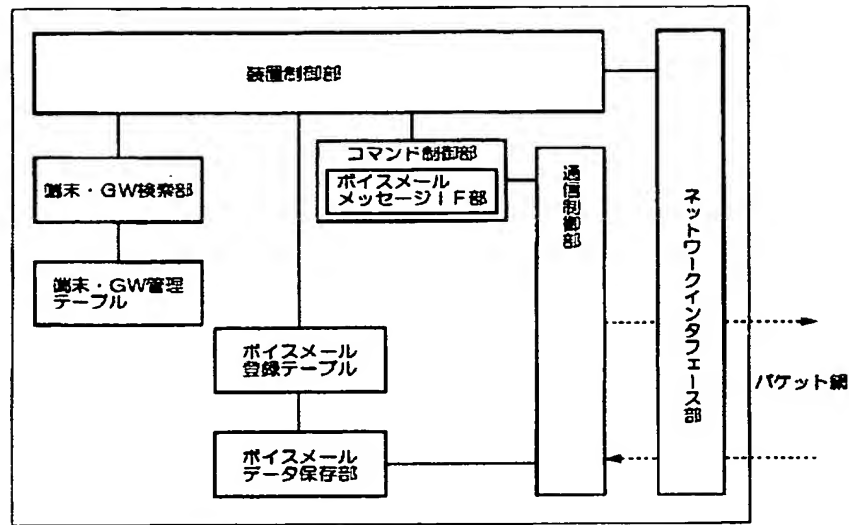 装置制御部
コマンド制御部
ボイスメール
メッセージIF部
端末・GW検索部
端末・GW管理
テーブル
通信制御部
ネットワークインタフェース部
ボイスメール
登録テーブル
パケット網
ボイスメール
データ保存部